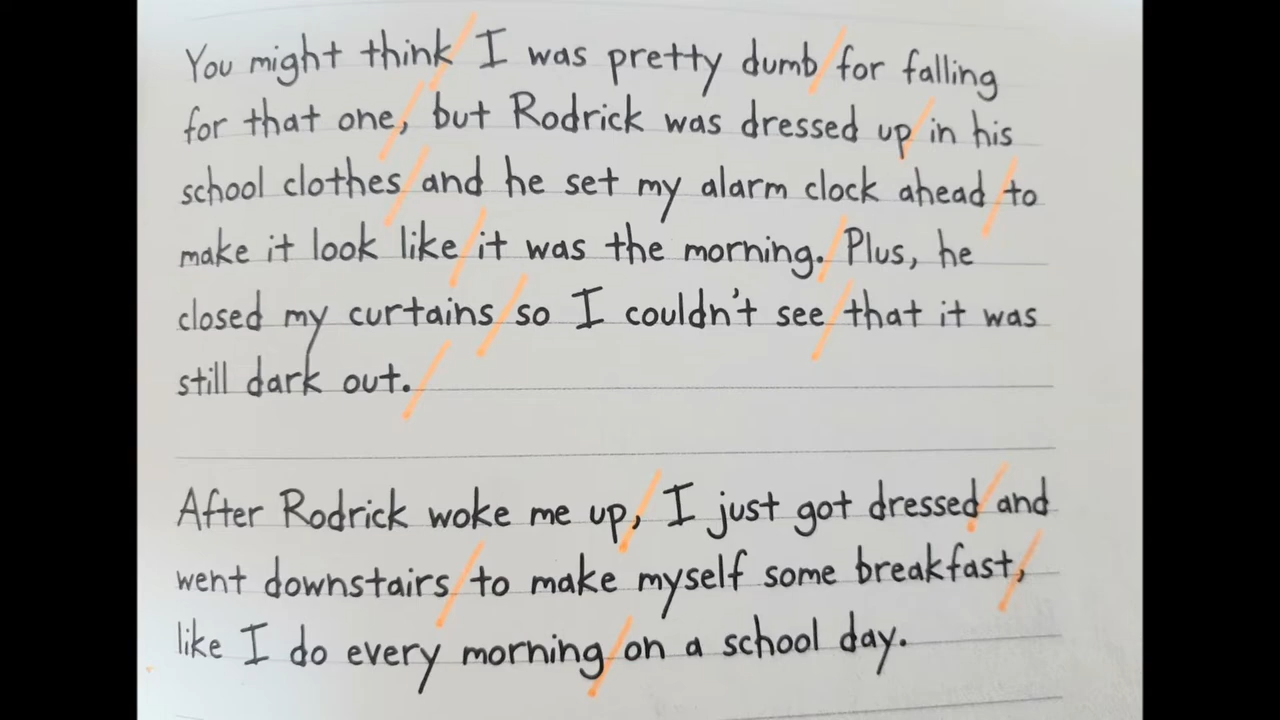 You might think I was pretty dumb for falling
for that one, but Rodrick was dressed up in his
school clothes and he set my alarm clock ahead to
make it look like it was the morning. Plus, he
closed my curtains so I couldn't see that it was
still dark out.
After Rodrick woke me up, I just got dressed and
went downstairs to make myself some breakfast,
like I do every morning on a school day.